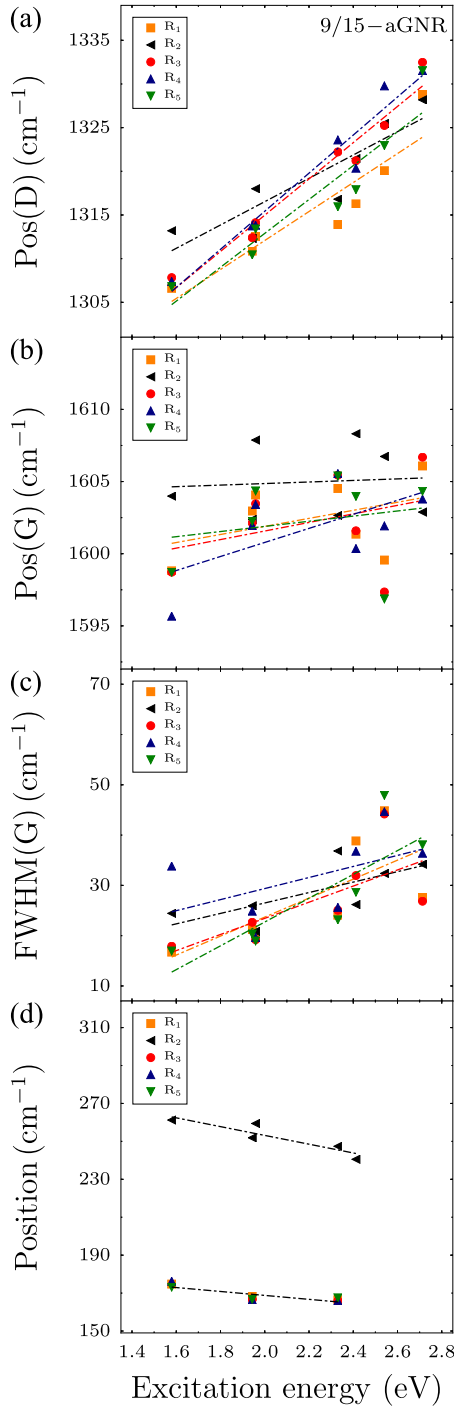 (a)
9/15−aGNR
R₁
R₂
R₃
R₄
R₅
1335
1325
1315
1305
Pos(D) (cm⁻¹)
(b)
R₁
R₂
R₃
R₄
R₅
1610
1605
1600
1595
Pos(G) (cm⁻¹)
(c)
R₁
R₂
R₃
R₄
R₅
70
50
30
10
FWHM(G) (cm⁻¹)
(d)
R₁
R₂
R₃
R₄
R₅
310
270
230
190
170
150
Position (cm⁻¹)
1.4 1.6 1.8 2.0 2.2 2.4 2.6 2.8
Excitation energy (eV)